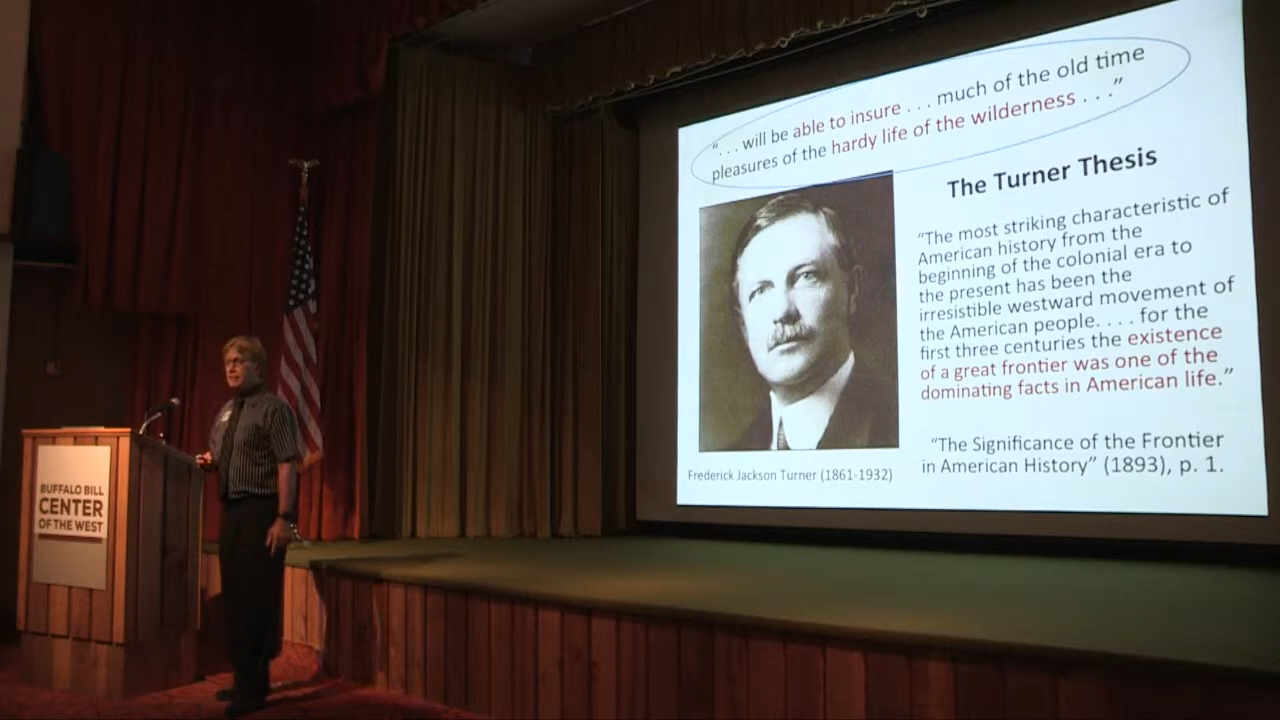 BUFFALO BILL
CENTER
OF THE WEST
“. . . will be able to insure . . . much of the old time
pleasures of the hardy life of the wilderness . . .”
The Turner Thesis
“The most striking characteristic of
American history from the
beginning of the colonial era to
the present has been the
irresistible westward movement of
the American people. . . . for the
first three centuries the existence
of a great frontier was one of the
dominating facts in American life.”
“The Significance of the Frontier
in American History” (1893), p. 1.
Frederick Jackson Turner (1861-1932)